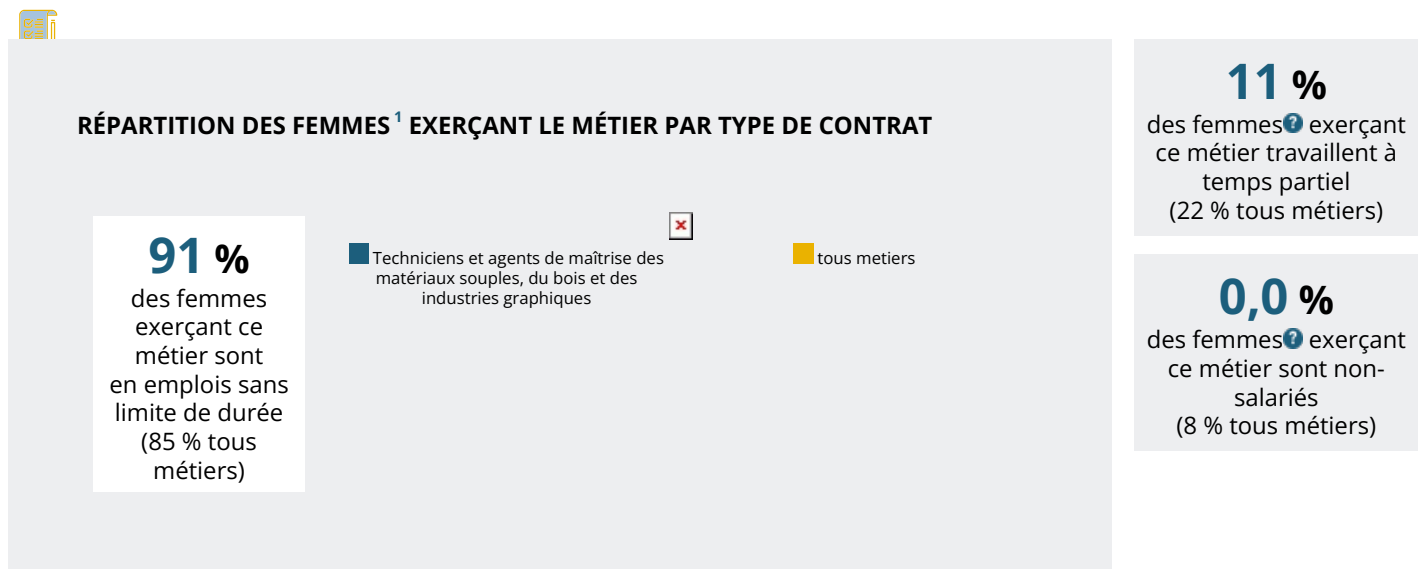 RÉPARTITION DES FEMMES 1 EXERÇANT LE MÉTIER PAR TYPE DE CONTRAT
91 %
des femmes
exerçant ce
métier sont
en emplois sans
limite de durée
(85 % tous
métiers)
Techniciens et agents de maîtrise des
matériaux souples, du bois et des
industries graphiques
tous metiers
11 %
des femmes? exerçant
ce métier travaillent à
temps partiel
(22 % tous métiers)
0,0 %
des femmes? exerçant
ce métier sont non-
salariés
(8 % tous métiers)